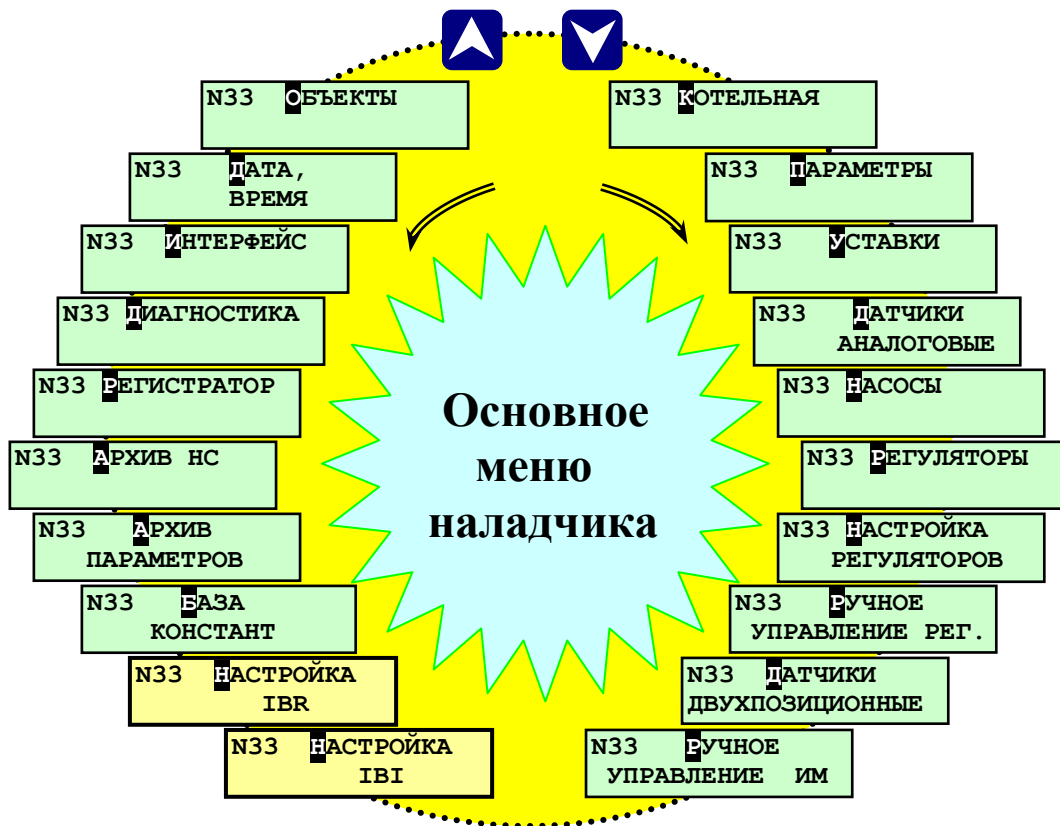 N33 ОБЪЕКТЫ
N33 ДАТА,
ВРЕМЯ
N33 ИНТЕРФЕЙС
N33 ДИАГНОСТИКА
N33 РЕГИСТРАТОР
N33 АРХИВ НС
N33 АРХИВ
ПАРАМЕТРОВ
N33 БАЗА
КОНСТАНТ
N33 НАСТРОЙКА
IBR
N33 НАСТРОЙКА
IBI
Основное
меню
наладчика
N33 КОТЕЛЬНАЯ
N33 ПАРАМЕТРЫ
N33 УСТАВКИ
N33 ДАТЧИКИ
АНАЛОГОВЫЕ
N33 НАСОСЫ
N33 РЕГУЛЯТОРЫ
N33 НАСТРОЙКА
РЕГУЛЯТОРОВ
N33 РУЧНОЕ
УПРАВЛЕНИЕ РЕГ.
N33 ДАТЧИКИ
ДВУХПОЗИЦИОННЫЕ
N33 РУЧНОЕ
УПРАВЛЕНИЕ ИМ